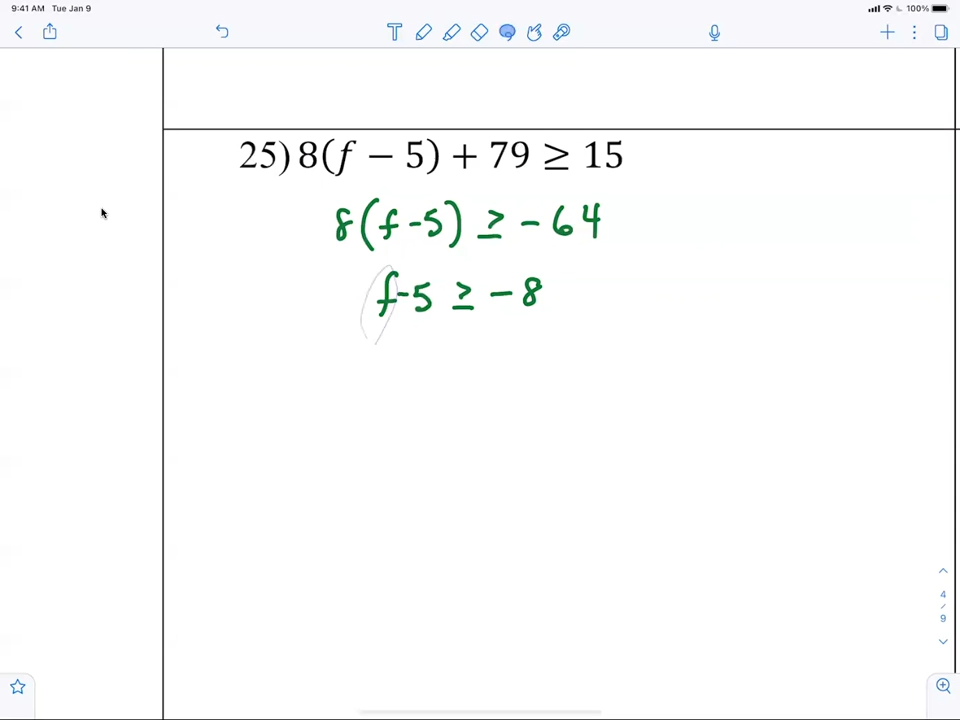 9:41 AM Tue Jan 9
100%
25) 8(f − 5) + 79 ≥ 15
8(f-5) ≥ -64
f-5 ≥ -8
4
/
9